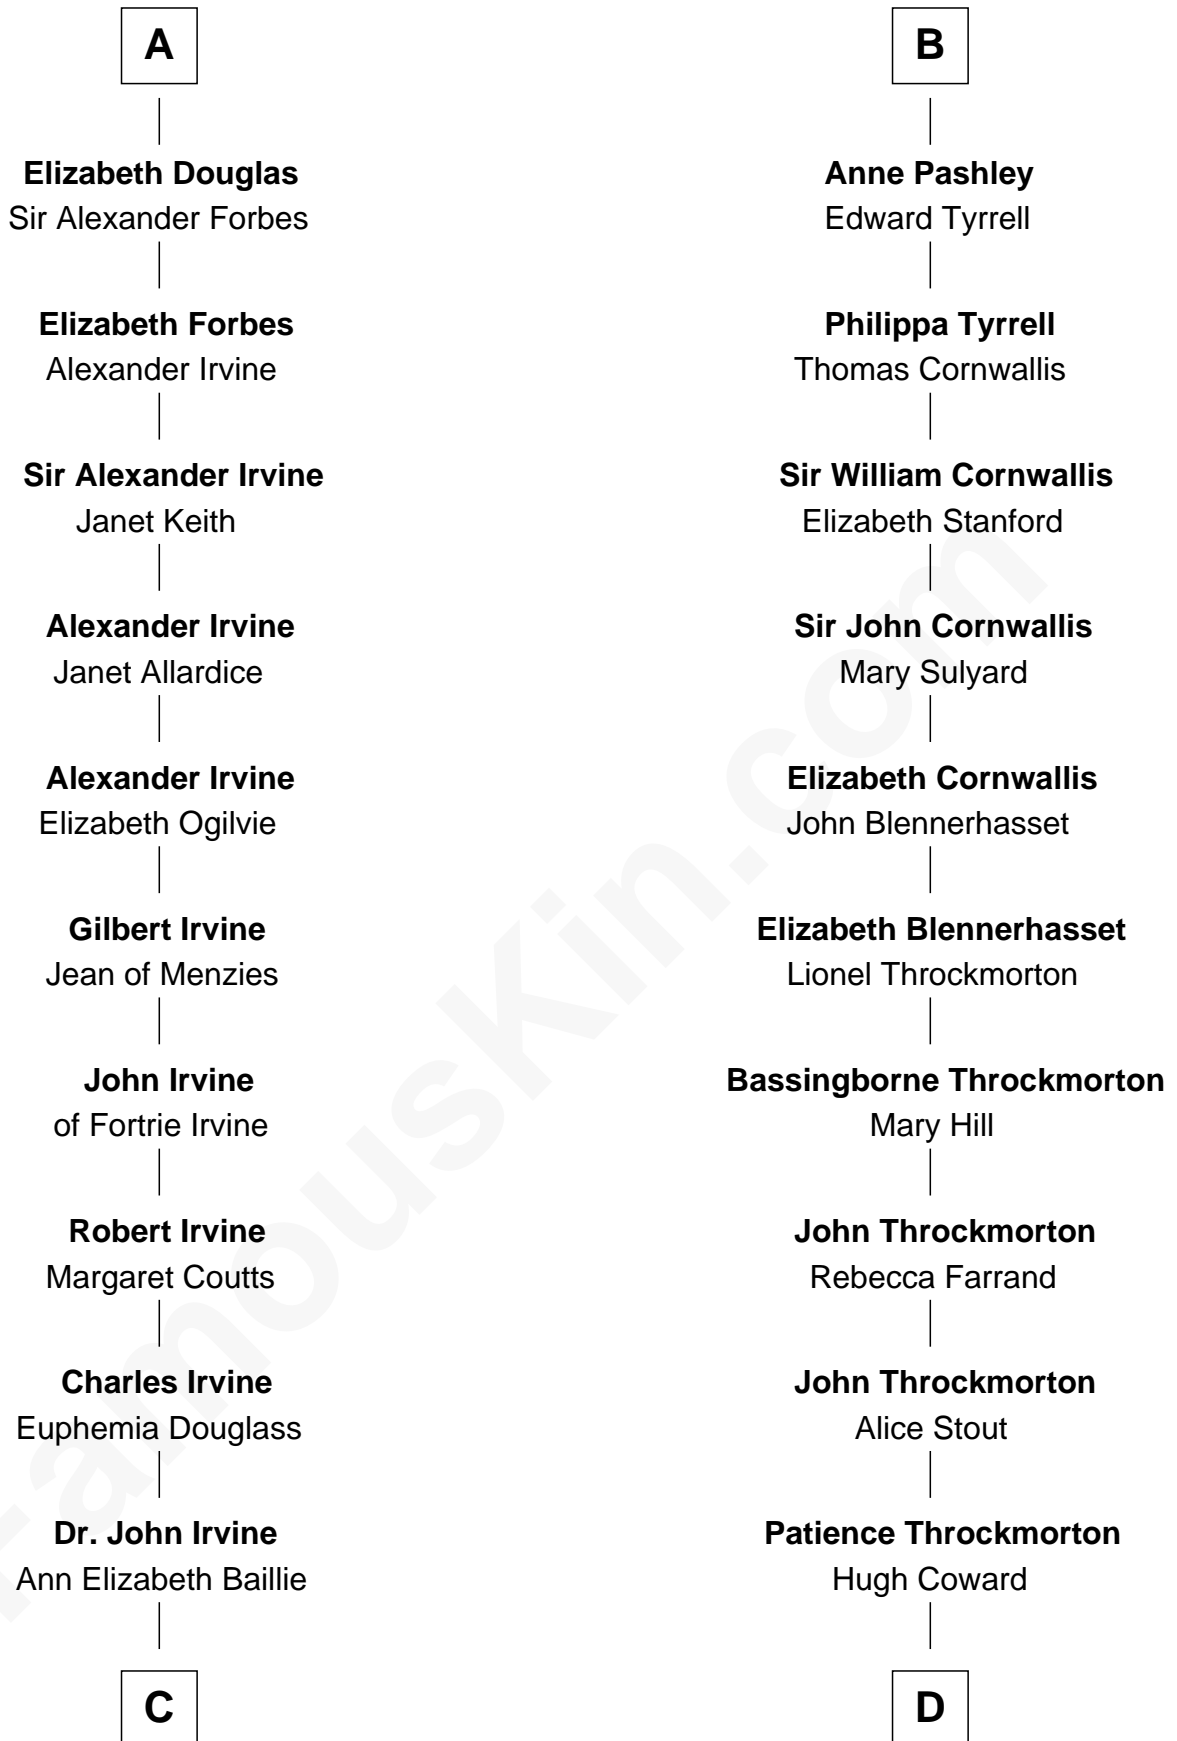 A
Elizabeth Douglas
Sir Alexander Forbes
Elizabeth Forbes
Alexander Irvine
Sir Alexander Irvine
Janet Keith
Alexander Irvine
Janet Allardice
Alexander Irvine
Elizabeth Ogilvie
Gilbert Irvine
Jean of Menzies
John Irvine
of Fortrie Irvine
Robert Irvine
Margaret Coutts
Charles Irvine
Euphemia Douglass
Dr. John Irvine
Ann Elizabeth Baillie
C
B
Anne Pashley
Edward Tyrrell
Philippa Tyrrell
Thomas Cornwallis
Sir William Cornwallis
Elizabeth Stanford
Sir John Cornwallis
Mary Sulyard
Elizabeth Cornwallis
John Blennerhasset
Elizabeth Blennerhasset
Lionel Throckmorton
Bassingborne Throckmorton
Mary Hill
John Throckmorton
Rebecca Farrand
John Throckmorton
Alice Stout
Patience Throckmorton
Hugh Coward
D
FamousKin.com